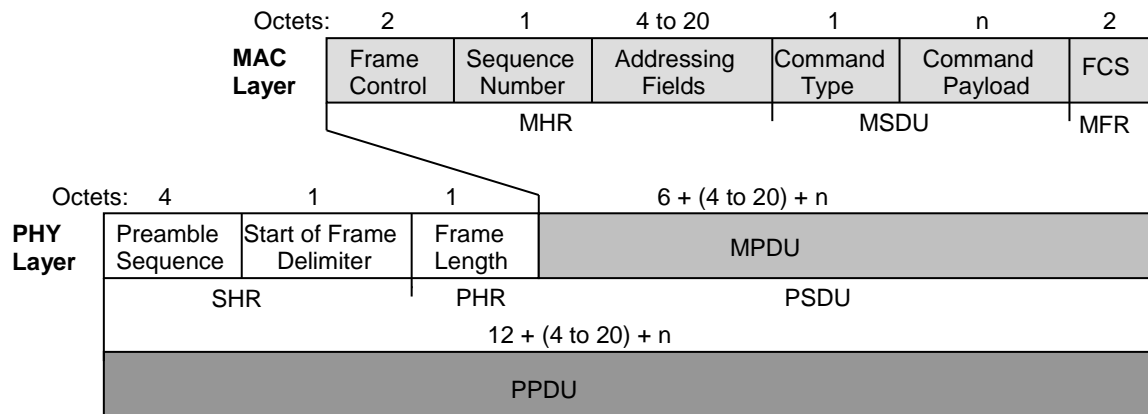 Octets: 2 1 4 to 20 1 n 2
MAC Layer
Frame Control
Sequence Number
Addressing Fields
Command Type
Command Payload
FCS
MHR MSDU MFR
Octets: 4 1 1 6 + (4 to 20) + n
PHY Layer
Preamble Sequence
Start of Frame Delimiter
Frame Length
MPDU
SHR PHR PSDU
12 + (4 to 20) + n
PPDU